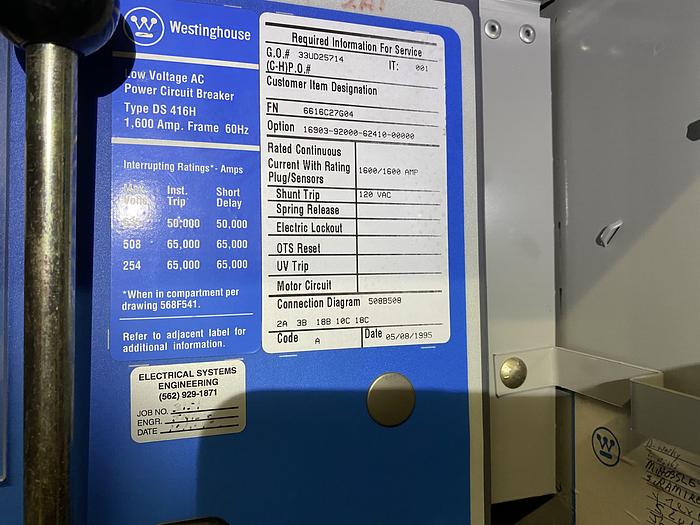 Westinghouse
Low Voltage AC
Power Circuit Breaker
Type DS 416H
1,600 Amp. Frame 60Hz
Interrupting Ratings*- Amps
Inst. Short
Volts Trip Delay
50,000 50,000
508 65,000 65,000
254 65,000 65,000
*When in compartment per
drawing 568F541.
Refer to adjacent label for
additional information.
Required Information For Service
G.O.# 33UD25714 IT: 001
(C-H)P.O.#
Customer Item Designation
FN 6616C27G04
Option 16903-92000-62410-00000
Rated Continuous
Current With Rating
Plug/Sensors 1600/1600 AMP
Shunt Trip 120 VAC
Spring Release
Electric Lockout
OTS Reset
UV Trip
Motor Circuit
Connection Diagram 508B508
2A 3B 18B 10C 18C
Code A Date 05/08/1995
ELECTRICAL SYSTEMS
ENGINEERING
(562) 929-1871
JOB NO.
ENGR.
DATE